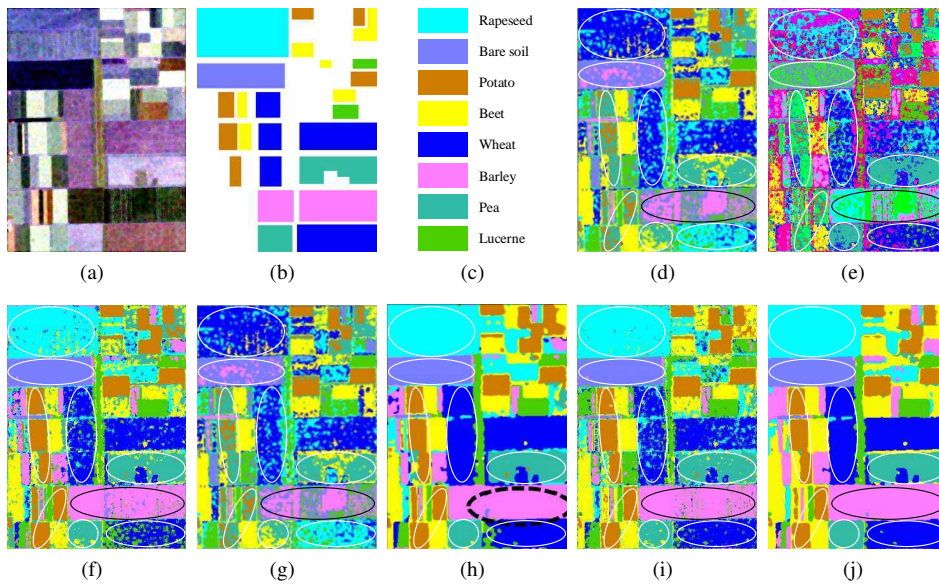 Rapeseed
Bare soil
Potato
Beet
Wheat
Barley
Pea
Lucerne
(a)
(b)
(c)
(d)
(e)
(f)
(g)
(h)
(i)
(j)